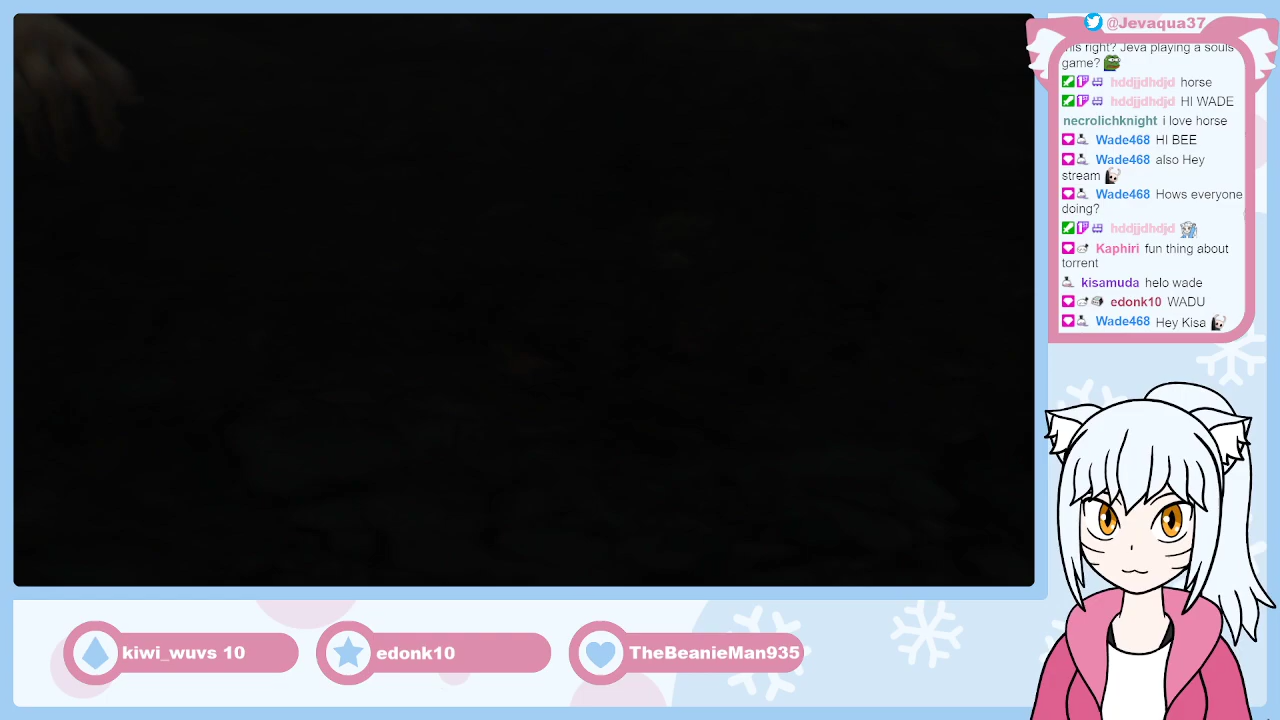 @Jevaqua37
this right? Jeva playing a souls
game?
hddjjdhdjd horse
hddjjdhdjd HI WADE
necrolichknight i love horse
Wade468 HI BEE
Wade468 also Hey
stream
Wade468 Hows everyone
doing?
hddjjdhdjd
Kaphiri fun thing about
torrent
kisamuda helo wade
edonk10 WADU
Wade468 Hey Kisa
kiwi_wuvs 10
edonk10
TheBeanieMan935